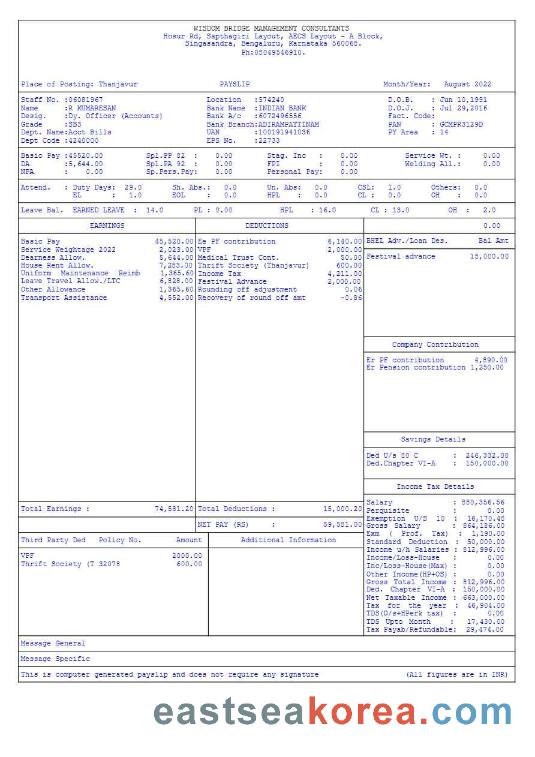 WISDOM BRIDGE MANAGEMENT CONSULTANTS
Hosur Rd, Sapthagiri Layout, AECS Layout - A Block,
Singasandra, Bengaluru, Karnataka 560068.
Ph:08049546910.
Place of Posting: Thanjavur PAYSLIP Month/Year: August 2022
Staff No. :06081967 Location :574240 D.O.B. : Jun 10,1991
Name :R KUMARESAN Bank Name :INDIAN BANK D.O.J. : Jul 29,2016
Desig. :Dy. Officer (Accounts) Bank A/c :6072496556 Fact. Code:
Grade :SB3 Bank Branch:ADIRAMPATTINAM PAN : GCMPR3129D
Dept. Name:Acct Bills UAN :100191941036 PY Area : 14
Dept Code :4240000 EPS No. :22733
Basic Pay :45520.00 Spl.PP 82 : 0.00 Stag. Inc : 0.00 Service Wt. : 0.00
DA :5,644.00 Spl.PA 92 : 0.00 FPI : 0.00 Welding All.: 0.00
NPA : 0.00 Sp.Pers.Pay: 0.00 Personal Pay: 0.00
Attend. : Duty Days: 29.0 Sh. Abs.: 0.0 Un. Abs: 0.0 CSL: 1.0 Others: 0.0
EL : 1.0 EOL : 0.0 HPL : 0.0 CL : 0.0 OH : 0.0
Leave Bal. EARNED LEAVE : 14.0 PL : 0.00 HPL : 16.0 CL : 13.0 OH : 2.0
EARNINGS DEDUCTIONS 0.00
Basic Pay 45,520.00 Ee PF contribution 6,140.00 BHEL Adv./Loan Des. Bal Amt
Service Weightage 2022 2,023.00 VPF 2,000.00
Dearness Allow. 5,644.00 Medical Trust Cont. 50.00 Festival advance 15,000.00
House Rent Allow. 7,283.00 Thrift Society (Thanjavur) 600.00
Uniform Maintenance Reimb 1,365.60 Income Tax 4,211.00
Leave Travel Allow./LTC 6,828.00 Festival Advance 2,000.00
Other Allowance 1,365.60 Rounding off adjustment 0.06
Transport Assistance 4,552.00 Recovery of round off amt -0.86
Company Contribution
Er PF contribution 4,890.00
Er Pension contribution 1,250.00
Savings Details
Ded U/s 80 C : 246,332.00
Ded.Chapter VI-A : 150,000.00
Income Tax Details
Total Earnings : 74,581.20 Total Deductions : 15,000.20
NET PAY (RS) : 59,581.00
Third Party Ded Policy No. Amount Additional Information
VPF 2000.00
Thrift Society (T 32078 600.00
Salary : 880,356.56
Perquisite : 0.00
Exemption U/S 10 : 16,170.48
Gross Salary : 864,186.00
Exm ( Prof. Tax) : 1,190.00
Standard Deduction : 50,000.00
Income u/h Salaries : 812,996.00
Income/Loss-House : 0.00
Inc/Loss-House(Max) : 0.00
Other Income(HP+OS) : 0.00
Gross Total Income : 812,996.00
Ded. Chapter VI-A : 150,000.00
Net Taxable Income : 663,000.00
Tax for the year : 46,904.00
TDS(O/s+HPerk tax) : 0.00
TDS Upto Month : 17,430.00
Tax Payab/Refundable: 29,474.00
Message General
Message Specific
This is computer generated payslip and does not require any signature (All figures are in INR)
eastseakorea.com